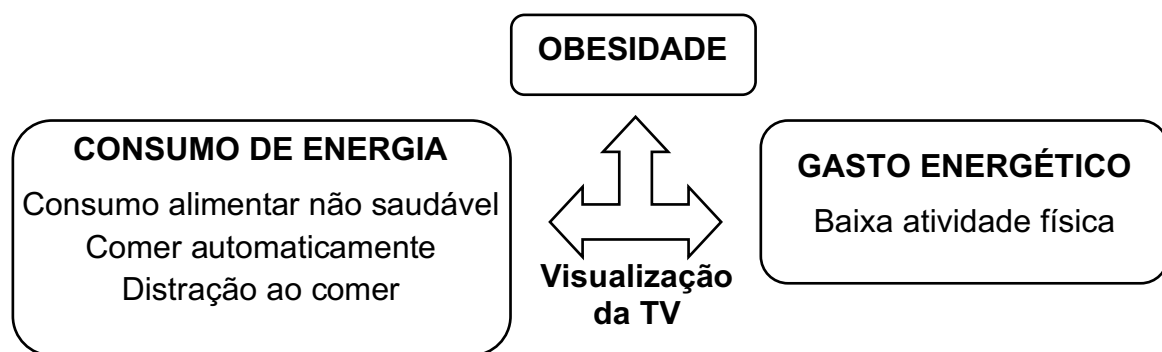 OBESIDADE
CONSUMO DE ENERGIA
Consumo alimentar não saudável
Comer automaticamente
Distração ao comer
Visualização
da TV
GASTO ENERGÉTICO
Baixa atividade física